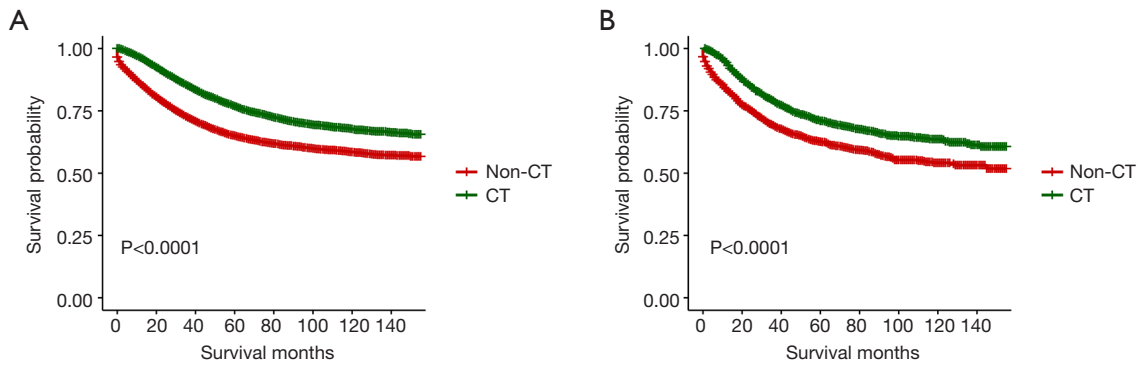 A
Survival probability
1.00
0.75
0.50
0.25
0.00
P<0.0001
0 20 40 60 80 100 120 140
Survival months
Non-CT
CT
B
Survival probability
1.00
0.75
0.50
0.25
0.00
P<0.0001
0 20 40 60 80 100 120 140
Survival months
Non-CT
CT